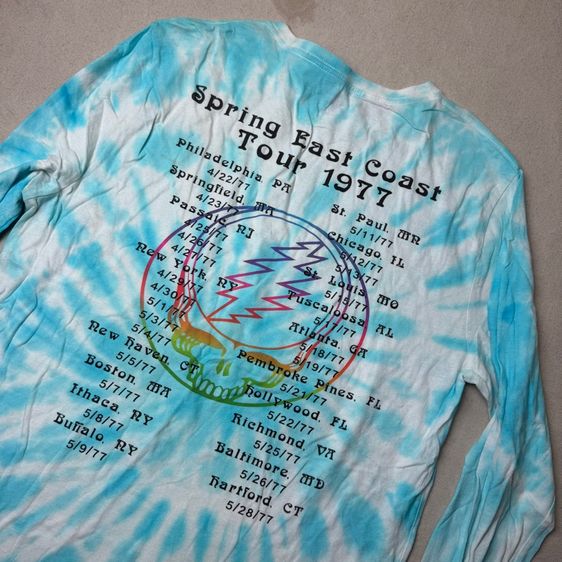 Spring East Coast
Tour 1977
Philadelphia, PA
4/22/77
Springfield, MA
4/23/77
Passaic, NJ
4/25/77
4/26/77
4/27/77
New York, NY
4/29/77
4/30/77
5/1
5/3/77
5/4/77
New Haven, CT
5/5/77
Boston, MA
5/7/77
Ithaca, NY
5/8/77
Buffalo, NY
5/9/77
St. Paul, MN
5/11/77
Chicago, IL
5/12/77
5/13/77
St. Louis, MO
5/15/77
Tuscaloosa, AL
5/17/77
Atlanta, GA
5/18/77
5/19/77
Pembroke Pines, FL
5/21/77
Hollywood, FL
5/22/77
Richmond, VA
5/25/77
Baltimore, MD
5/26/77
Hartford, CT
5/28/77